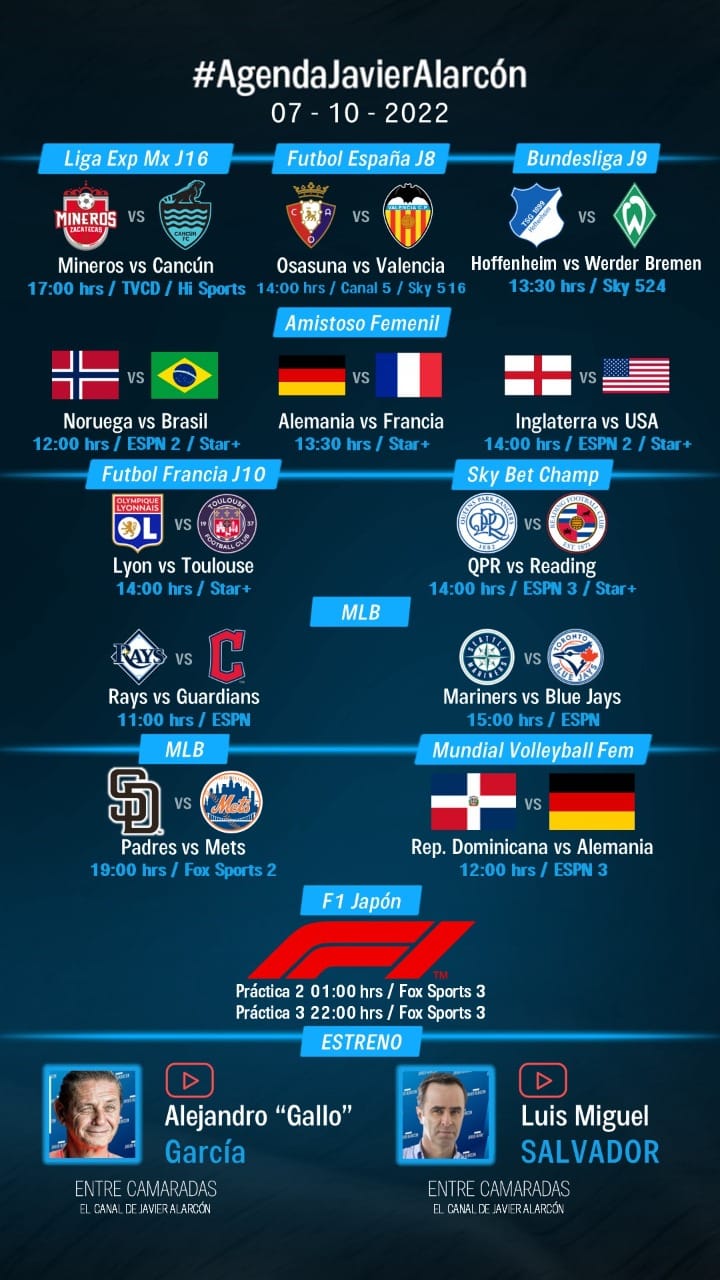 #AgendaJavierAlarcón
07 - 10 - 2022
Liga Exp Mx J16
Futbol España J8
Bundesliga J9
MINEROS
ZACATECAS
VS
CANCÚN
FC
C A O
VS
VALENCIA C.F.
TSG 1899
Hoffenheim
VS
W
Mineros vs Cancún
Osasuna vs Valencia
Hoffenheim vs Werder Bremen
17:00 hrs / TVCD / Hi Sports
14:00 hrs / Canal 5 / Sky 516
13:30 hrs / Sky 524
Amistoso Femenil
VS
VS
VS
Noruega vs Brasil
Alemania vs Francia
Inglaterra vs USA
12:00 hrs / ESPN 2 / Star+
13:30 hrs / Star+
14:00 hrs / ESPN 2 / Star+
Futbol Francia J10
Sky Bet Champ
OLYMPIQUE
LYONNAIS
OL
VS
TOULOUSE
19 37
FOOTBALL CLUB
QUEENS PARK RANGERS
QPR
1882
VS
READING FOOTBALL CLUB
EST. 1871
Lyon vs Toulouse
QPR vs Reading
14:00 hrs / Star+
14:00 hrs / ESPN 3 / Star+
MLB
RAYS
VS
C
SEATTLE
MARINERS
VS
TORONTO
BLUE JAYS
Rays vs Guardians
Mariners vs Blue Jays
11:00 hrs / ESPN
15:00 hrs / ESPN
MLB
Mundial Volleyball Fem
SD
VS
Mets
VS
Padres vs Mets
Rep. Dominicana vs Alemania
19:00 hrs / Fox Sports 2
12:00 hrs / ESPN 3
F1 Japón
F1
TM
Práctica 2 01:00 hrs / Fox Sports 3
Práctica 3 22:00 hrs / Fox Sports 3
ESTRENO
Alejandro “Gallo”
García
Luis Miguel
SALVADOR
ENTRE CAMARADAS
EL CANAL DE JAVIER ALARCÓN
ENTRE CAMARADAS
EL CANAL DE JAVIER ALARCÓN